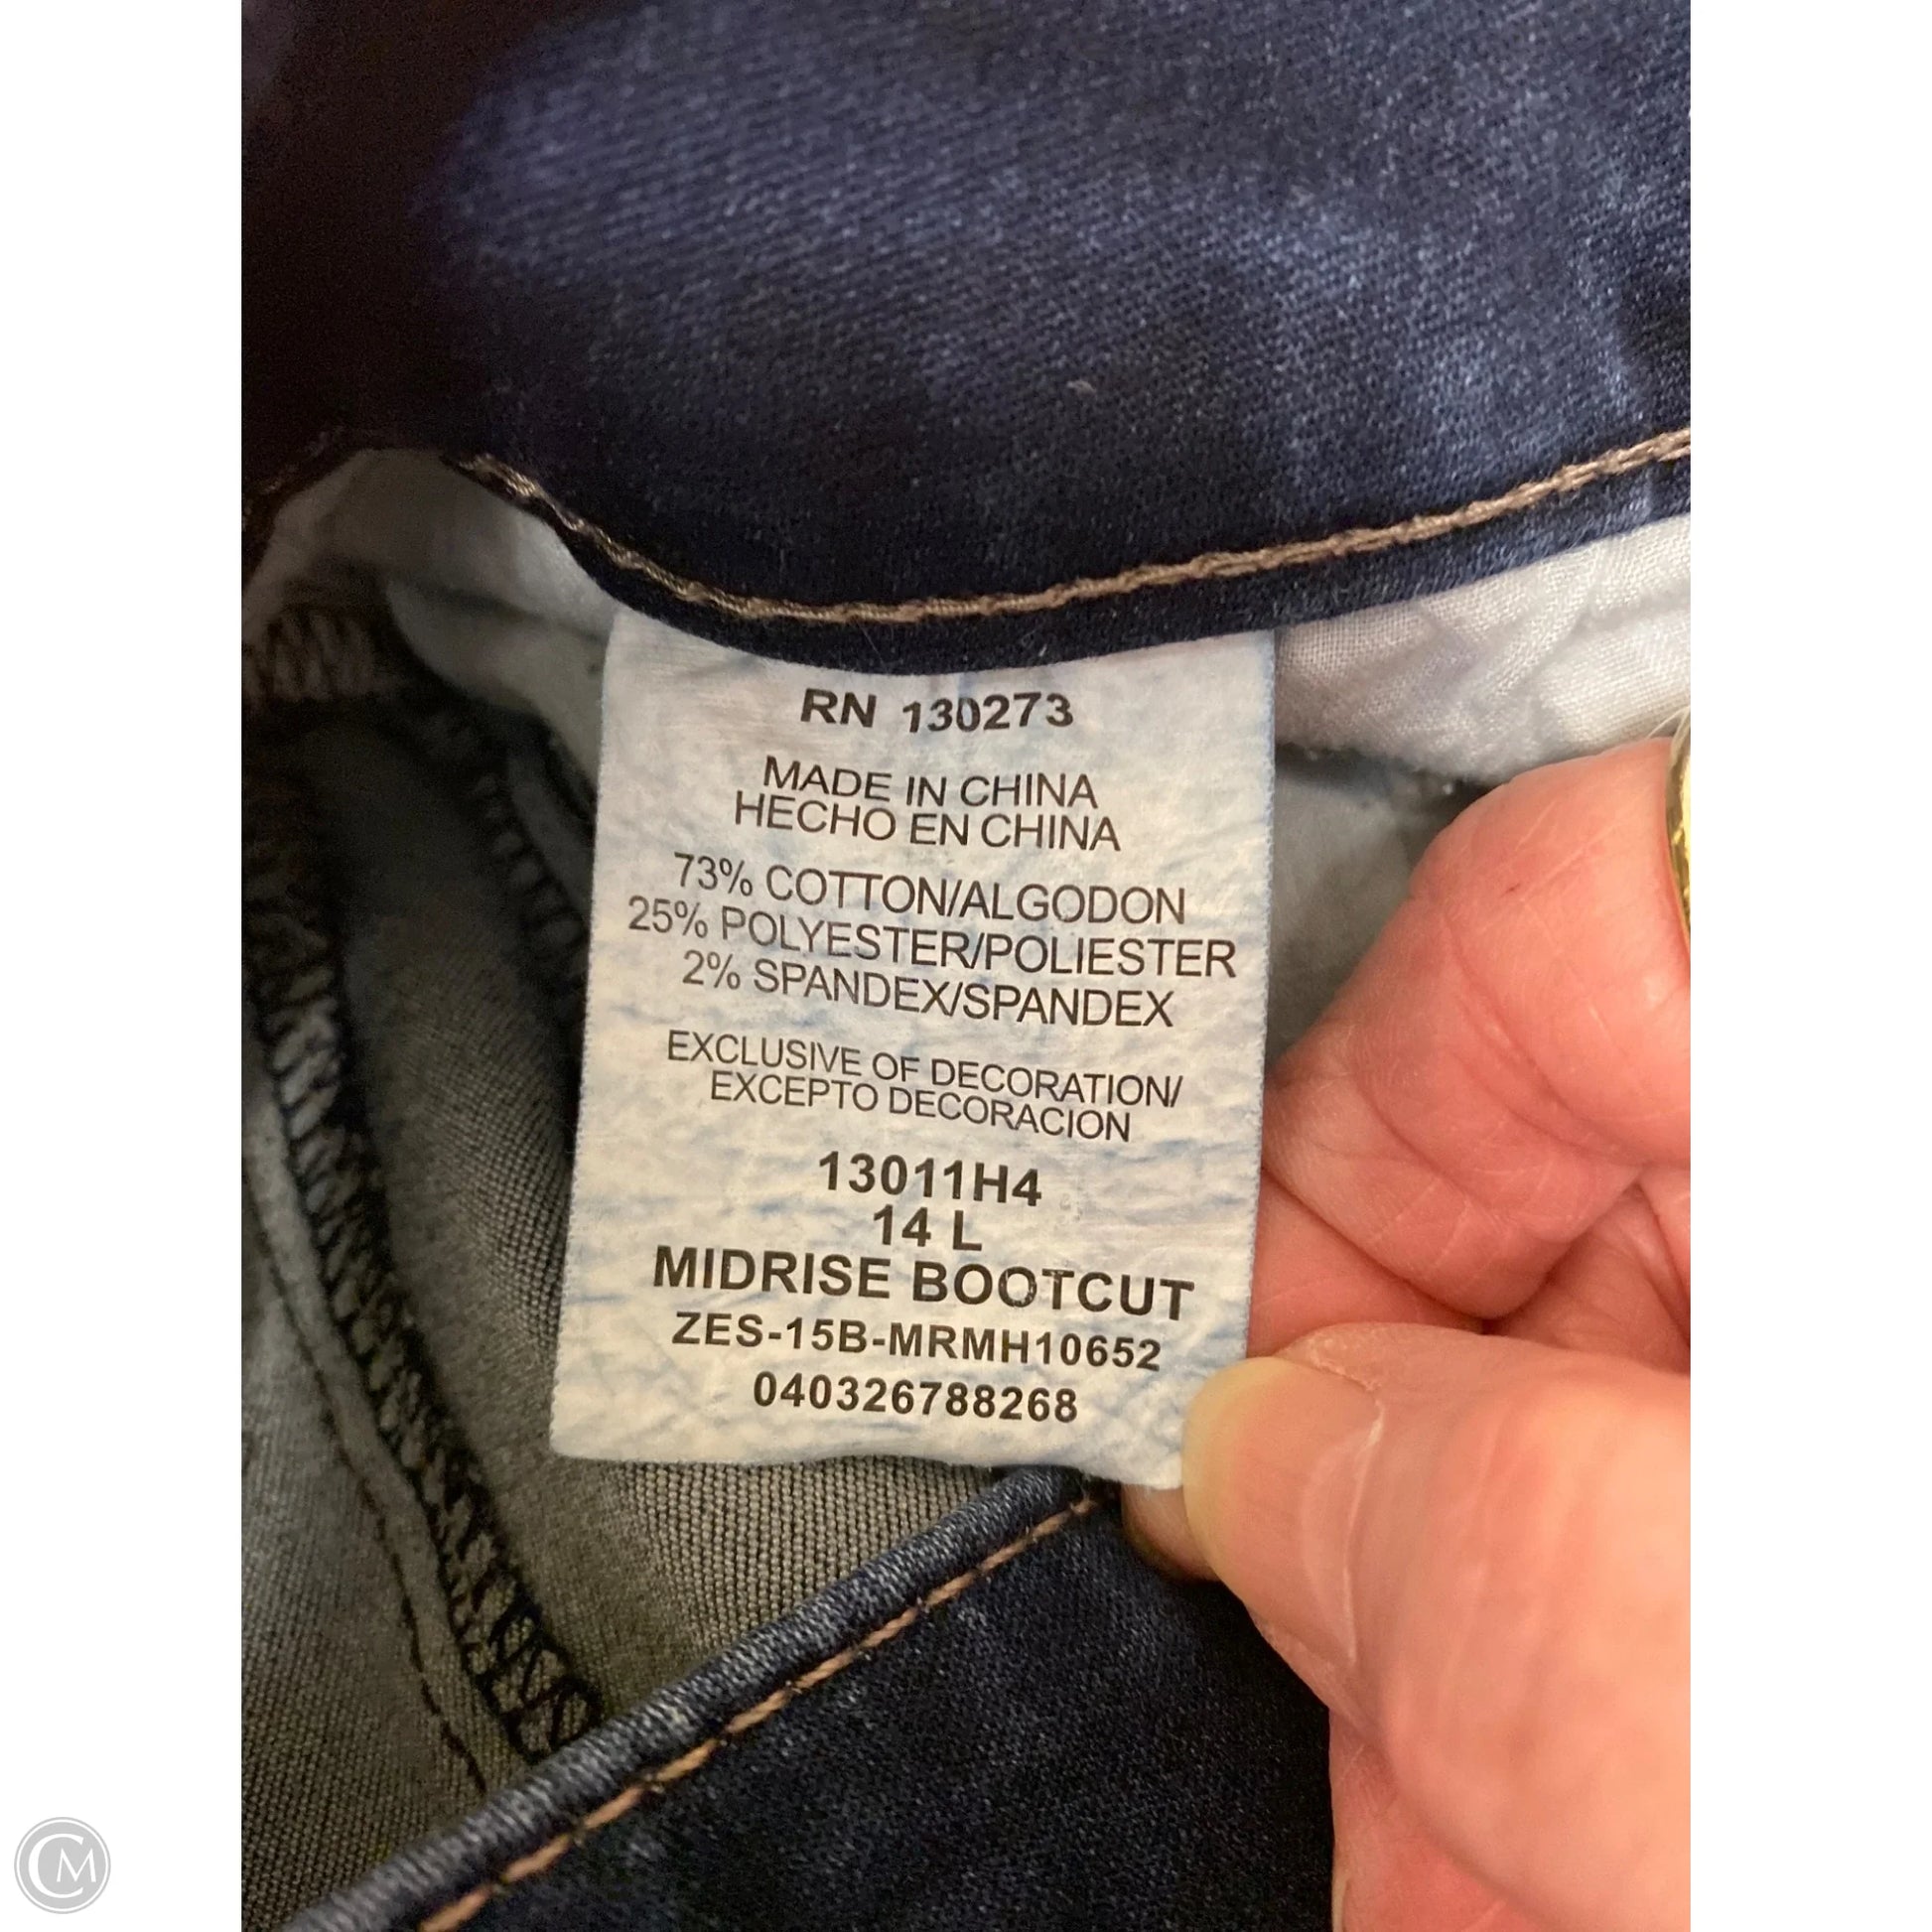 RN 130273
MADE IN CHINA
HECHO EN CHINA
73% COTTON/ALGODON
25% POLYESTER/POLIESTER
2% SPANDEX/SPANDEX
EXCLUSIVE OF DECORATION/
EXCEPTO DECORACION
13011H4
14 L
MIDRISE BOOTCUT
ZES-15B-MRMH10652
040326788268
CM